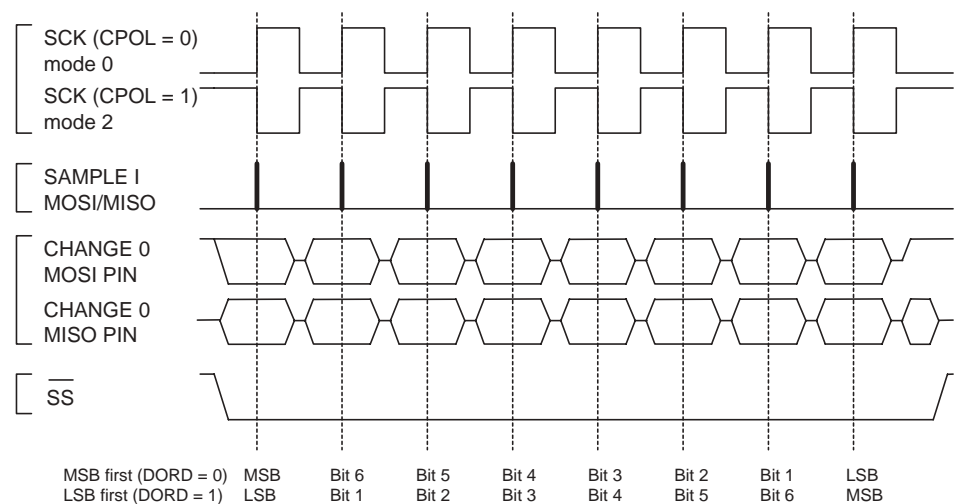 SCK (CPOL = 0)
mode 0
SCK (CPOL = 1)
mode 2
SAMPLE I
MOSI/MISO
CHANGE 0
MOSI PIN
CHANGE 0
MISO PIN
SS
MSB first (DORD = 0) MSB Bit 6 Bit 5 Bit 4 Bit 3 Bit 2 Bit 1 LSB
LSB first (DORD = 1) LSB Bit 1 Bit 2 Bit 3 Bit 4 Bit 5 Bit 6 MSB